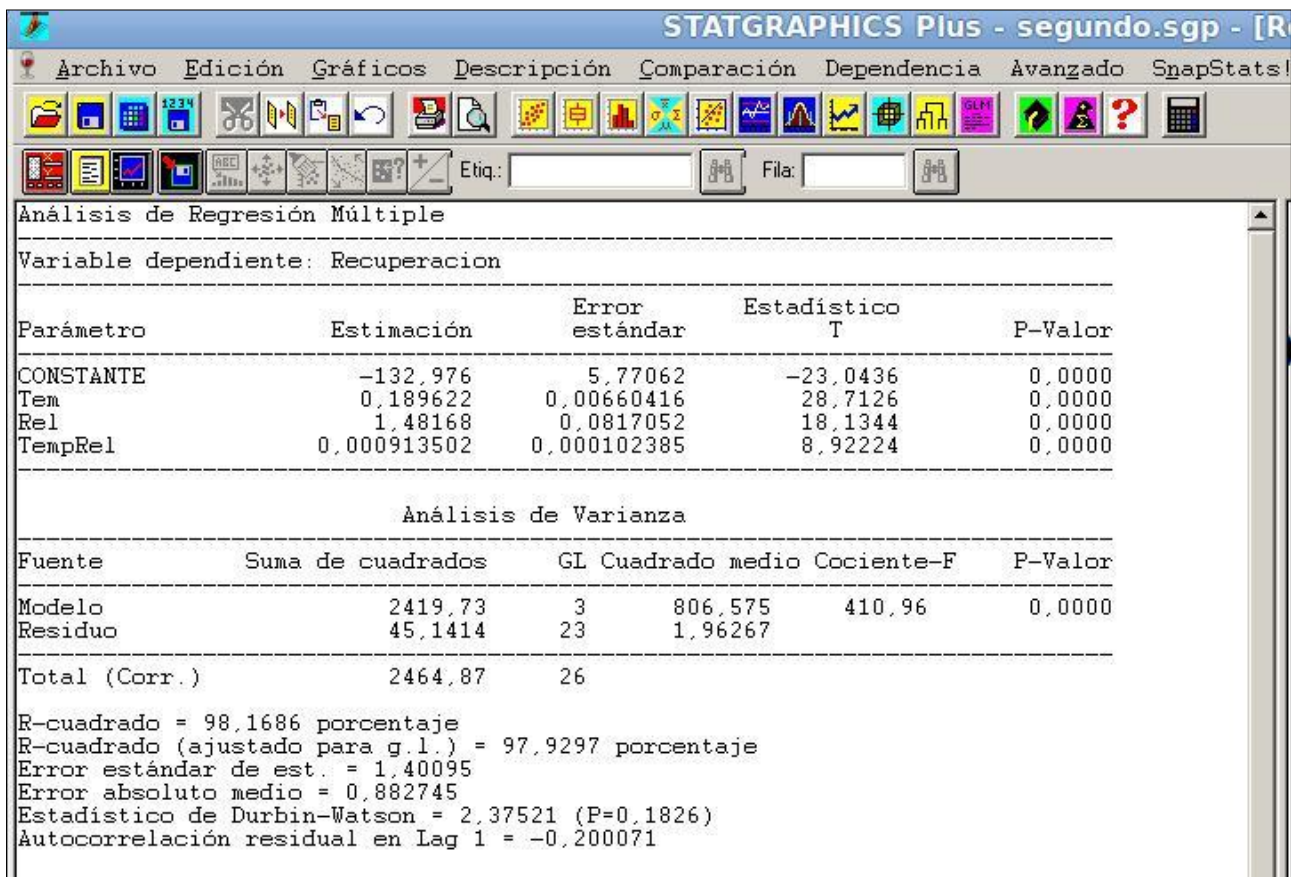 STATGRAPHICS Plus - segundo.sgp - [R
Archivo Edición Gráficos Descripción Comparación Dependencia Avanzado SnapStats!
1234
GLM
ABC
Etiq.: Fila:
Análisis de Regresión Múltiple
Variable dependiente: Recuperacion
Error Estadístico
Parámetro Estimación estándar T P-Valor
CONSTANTE -132,976 5,77062 -23,0436 0,0000
Tem 0,189622 0,00660416 28,7126 0,0000
Rel 1,48168 0,0817052 18,1344 0,0000
TempRel 0,000913502 0,000102385 8,92224 0,0000
Análisis de Varianza
Fuente Suma de cuadrados GL Cuadrado medio Cociente-F P-Valor
Modelo 2419,73 3 806,575 410,96 0,0000
Residuo 45,1414 23 1,96267
Total (Corr.) 2464,87 26
R-cuadrado = 98,1686 porcentaje
R-cuadrado (ajustado para g.l.) = 97,9297 porcentaje
Error estándar de est. = 1,40095
Error absoluto medio = 0,882745
Estadístico de Durbin-Watson = 2,37521 (P=0,1826)
Autocorrelación residual en Lag 1 = -0,200071